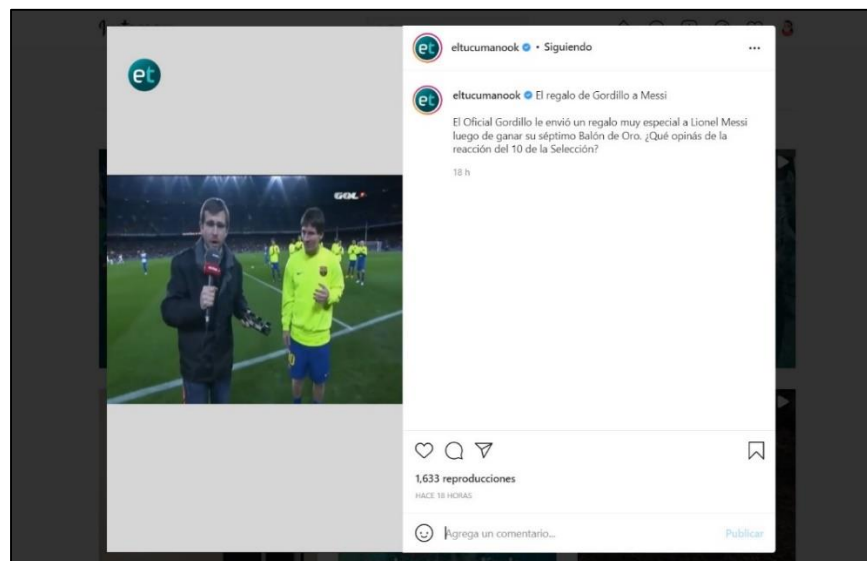 et
eltucumanook • Siguiendo
eltucumanook El regalo de Gordillo a Messi
El Oficial Gordillo le envió un regalo muy especial a Lionel Messi
luego de ganar su séptimo Balón de Oro. ¿Qué opinás de la
reacción del 10 de la Selección?
18 h
GOL
1,633 reproducciones
HACE 18 HORAS
Agrega un comentario... Publicar